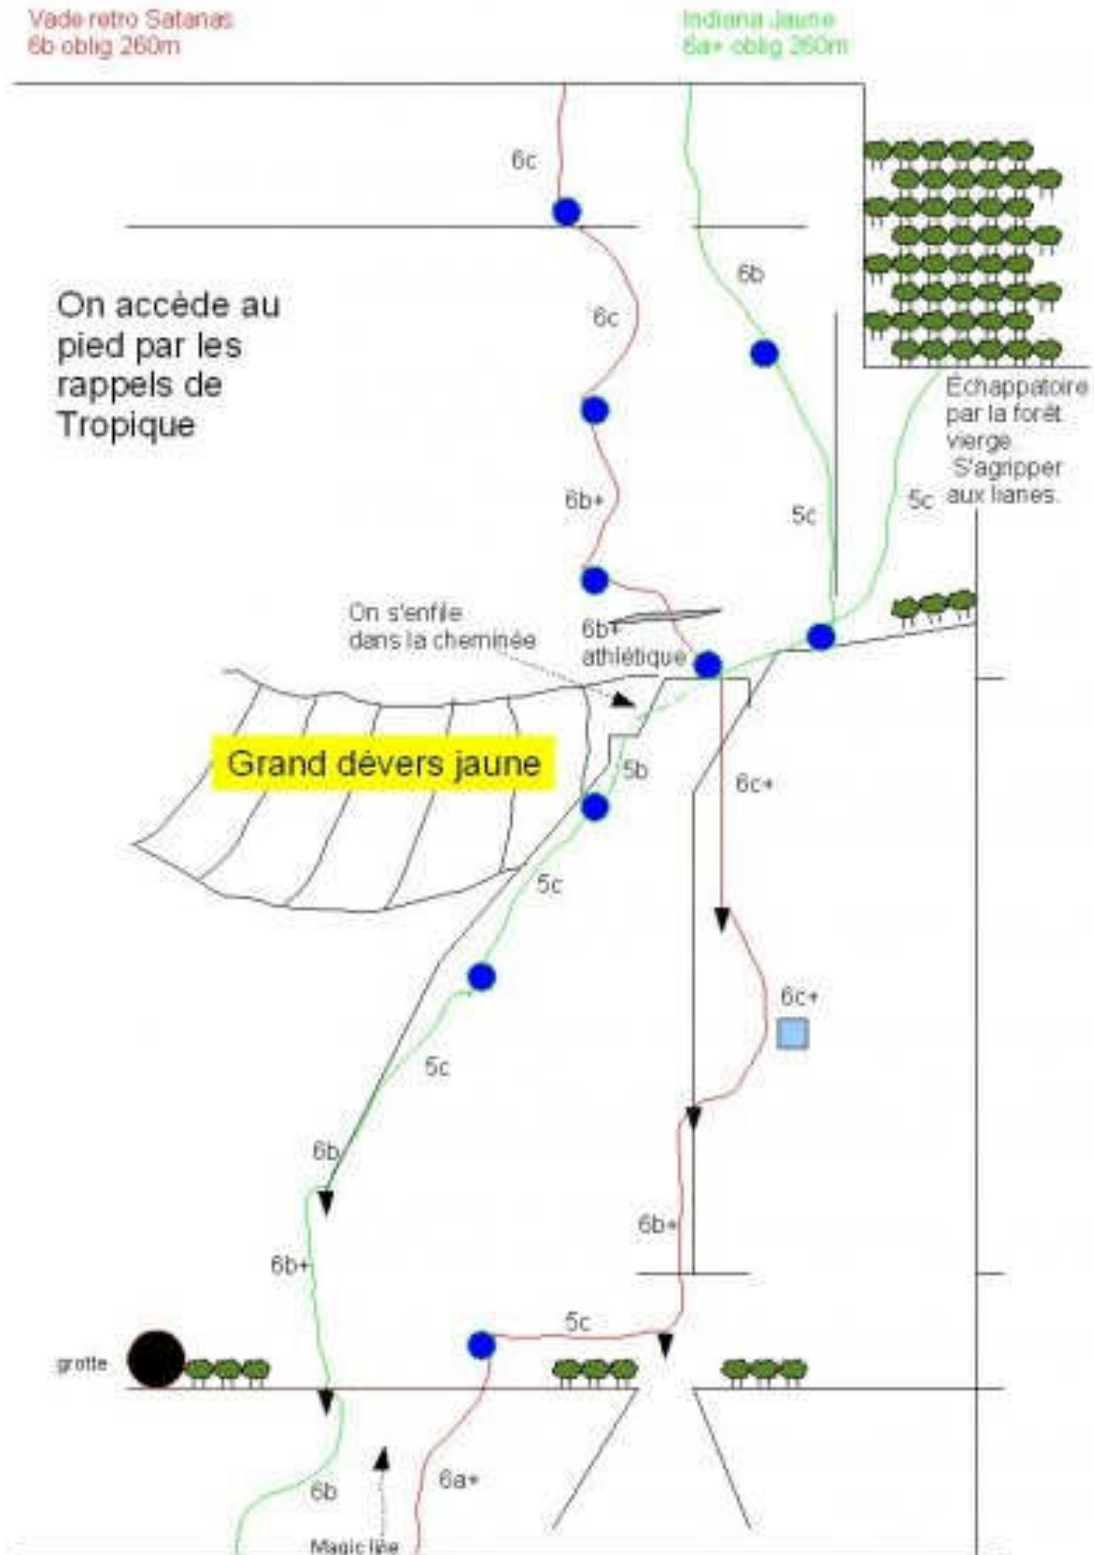 Vade retro Satanas
6b oblig 260m
Indiana Jaune
6a+ oblig 260m
6c
6b
On accède au
pied par les
rappels de
Tropique
6c
Échappatoire
par la forêt
vierge.
S'agripper
aux lianes.
6b+
5c
5c
On s'enfile
dans la cheminée
6b+
athlétique
Grand dévers jaune
5b
6c+
5c
6c+
5c
6b
6b+
6b+
5c
grotte
6b
6a+
Magic line